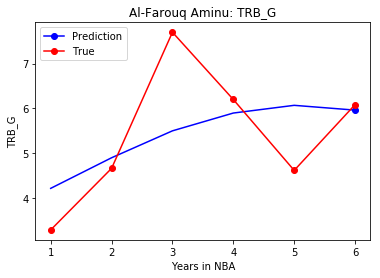 Al-Farouq Aminu: TRB_G
Prediction
True
7
6
5
4
TRB_G
1 2 3 4 5 6
Years in NBA